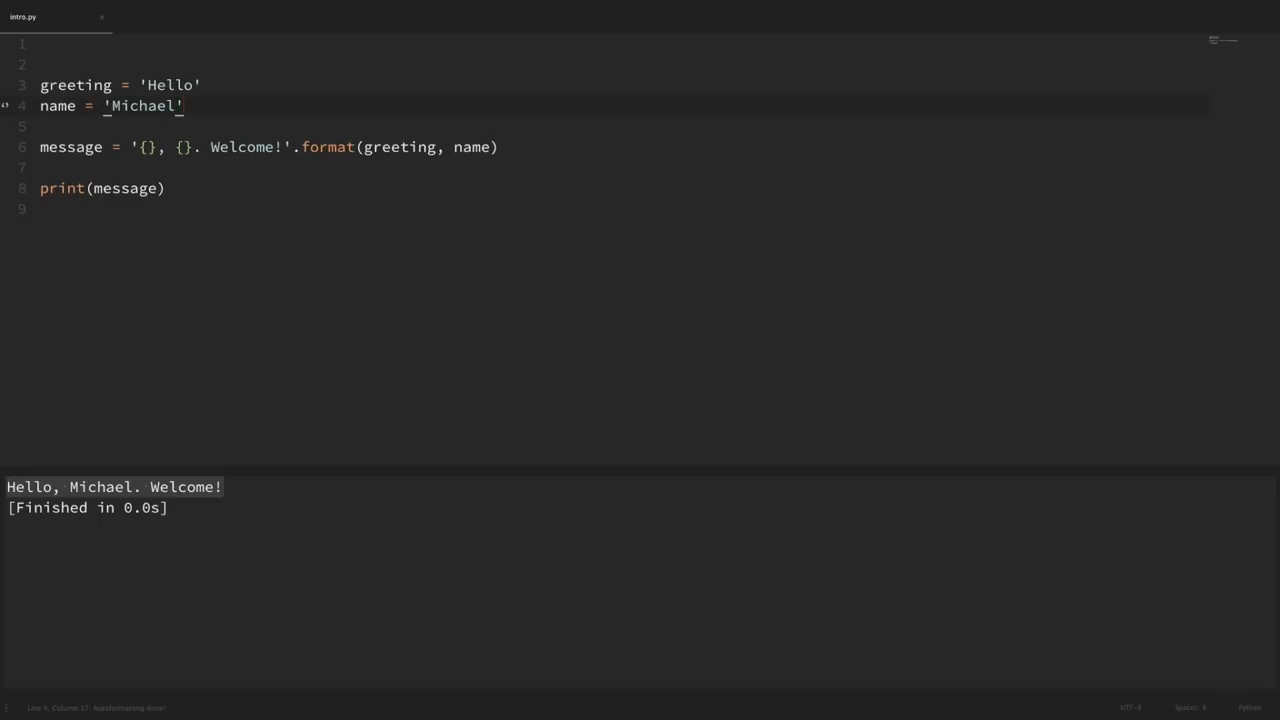 intro.py ×
1
2
3 greeting = 'Hello'
4 name = 'Michael'
5
6 message = '{}, {}. Welcome!'.format(greeting, name)
7
8 print(message)
9
Hello, Michael. Welcome!
[Finished in 0.0s]
Line 4, Column 17; Autoformatting done! UTF-8 Spaces: 4 Python